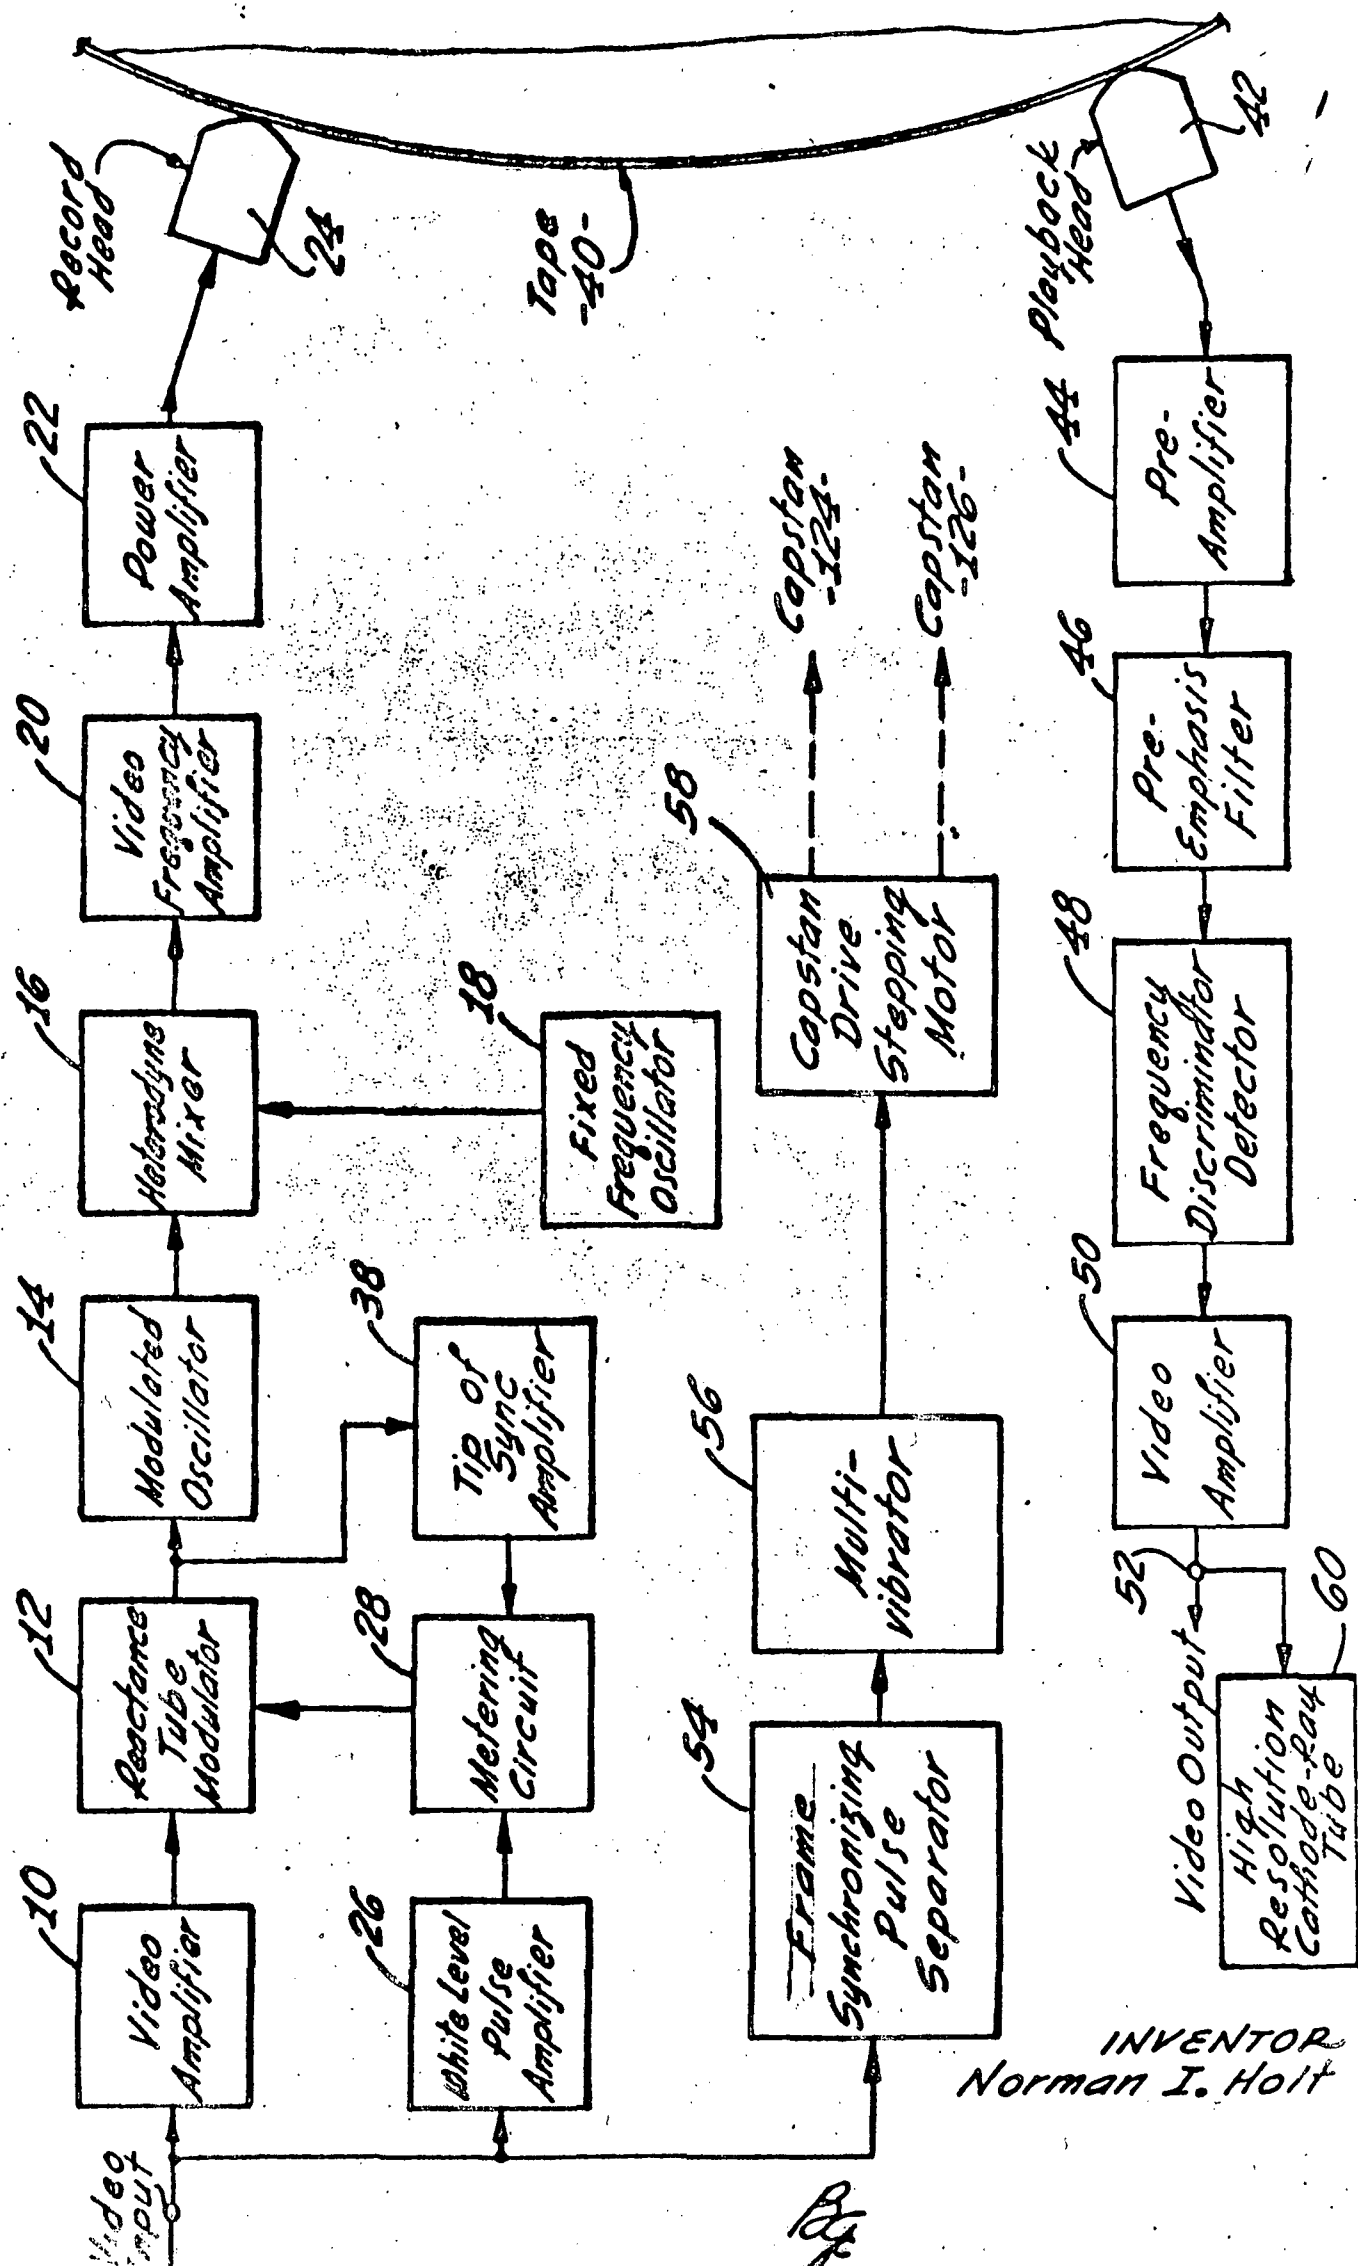 Video
Input
10
Video
Amplifier
12
Reactance
Tube
Modulator
14
Modulated
Oscillator
16
Heterodyne
Mixer
20
Video
Frequency
Amplifier
22
Power
Amplifier
Record
Head
24
26
White Level
Pulse
Amplifier
28
Metering
Circuit
38
Tip of
Sync
Amplifier
18
Fixed
Frequency
Oscillator
Tape
-40-
54
Frame
Synchronizing
Pulse
Separator
56
Multi-
vibrator
58
Capstan
Drive
Stepping
Motor
Capstan
-124-
Capstan
-126-
Playback
Head
42
44
Pre-
Amplifier
46
Pre-
Emphasis
Filter
48
Frequency
Discriminator
Detector
50
Video
Amplifier
52
Video Output
60
High
Resolution
Cathode-Ray
Tube
INVENTOR
Norman I. Holt